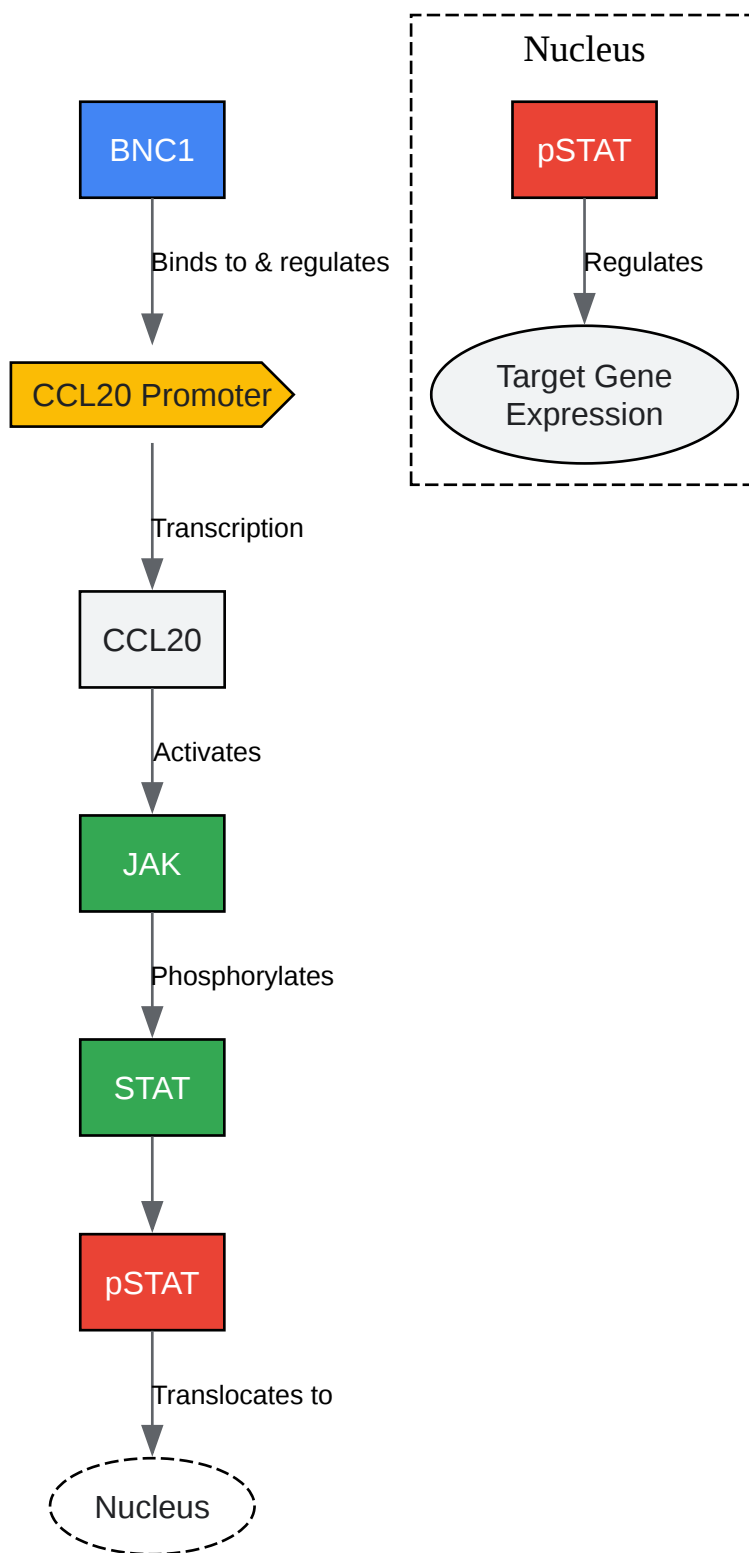 BNC1
Binds to & regulates
CCL20 Promoter
Transcription
CCL20
Activates
JAK
Phosphorylates
STAT
pSTAT
Translocates to
Nucleus
Nucleus
pSTAT
Regulates
Target Gene
Expression